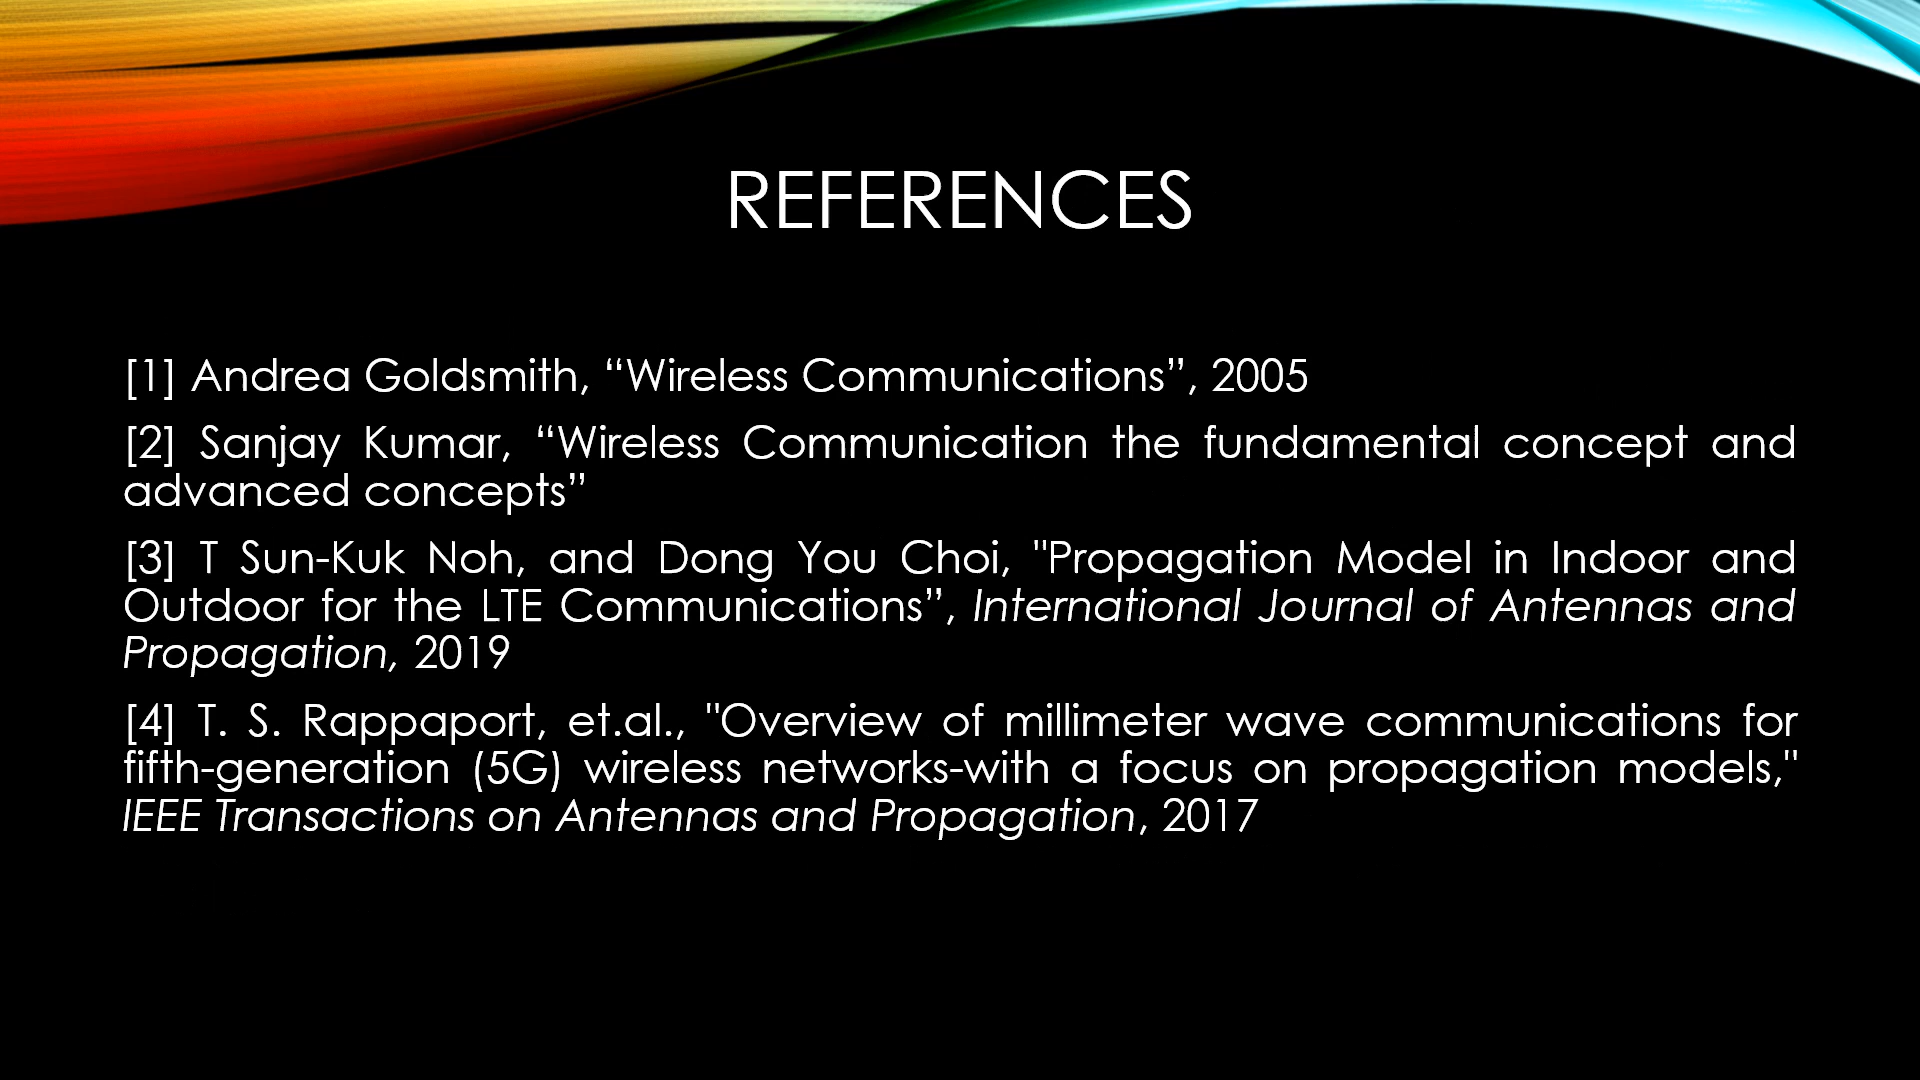 REFERENCES
[1] Andrea Goldsmith, “Wireless Communications”, 2005
[2] Sanjay Kumar, “Wireless Communication the fundamental concept and
advanced concepts”
[3] T Sun-Kuk Noh, and Dong You Choi, "Propagation Model in Indoor and
Outdoor for the LTE Communications”, International Journal of Antennas and
Propagation, 2019
[4] T. S. Rappaport, et.al., "Overview of millimeter wave communications for
fifth-generation (5G) wireless networks-with a focus on propagation models,"
IEEE Transactions on Antennas and Propagation, 2017